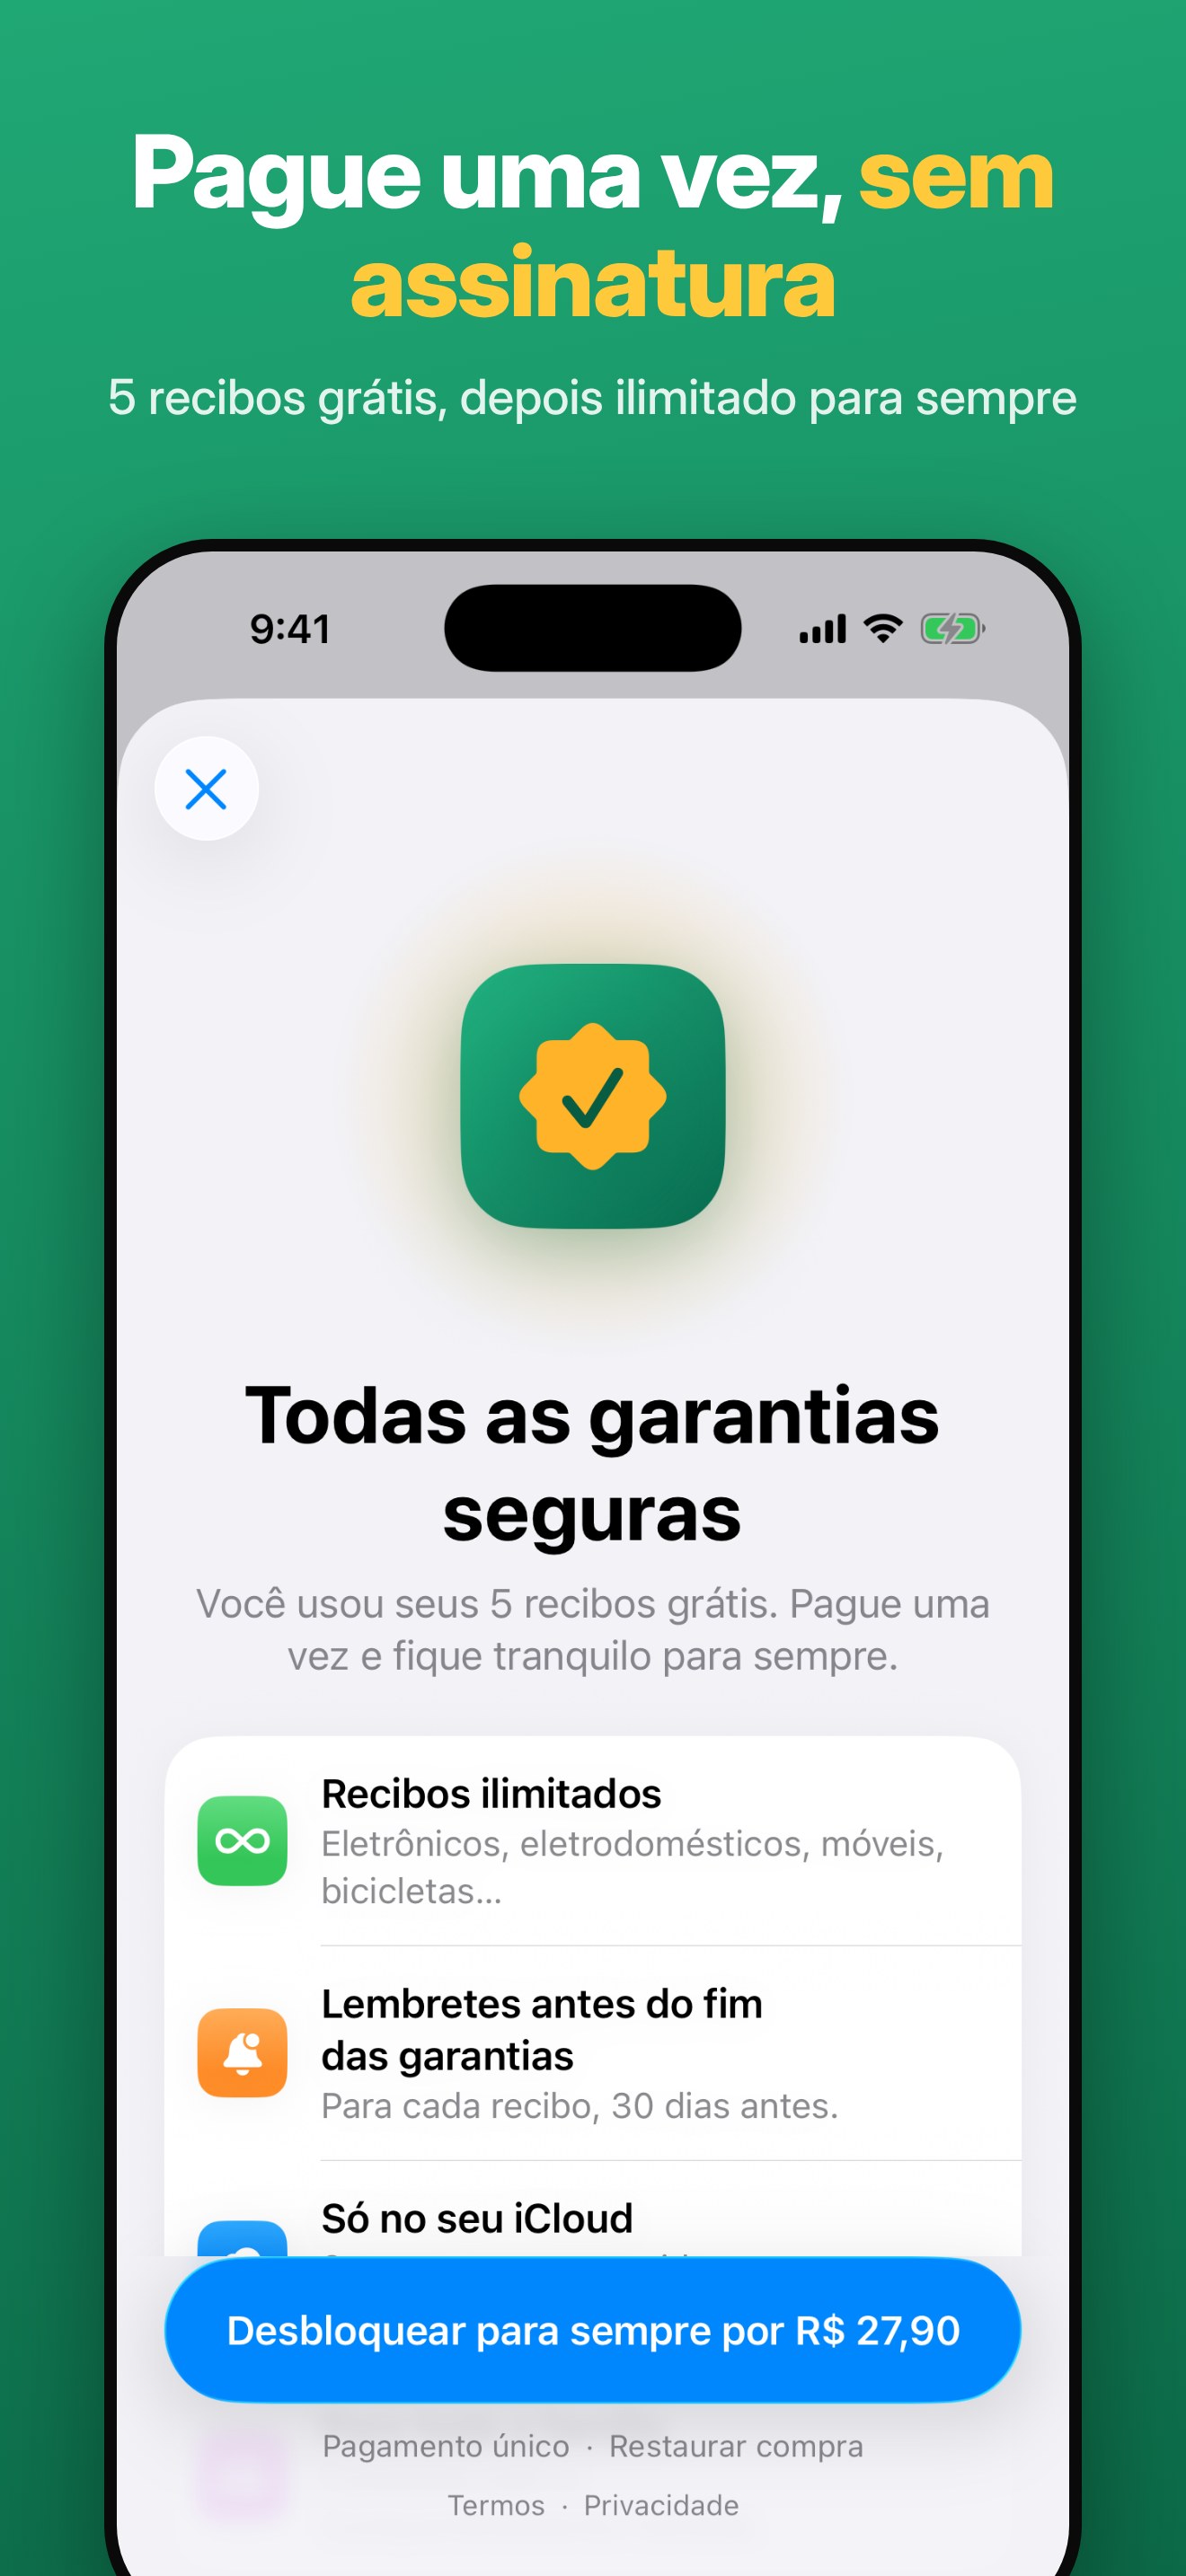 Pague uma vez, sem
assinatura
5 recibos grátis, depois ilimitado para sempre
9:41
Todas as garantias
seguras
Você usou seus 5 recibos grátis. Pague uma
vez e fique tranquilo para sempre.
Recibos ilimitados
Eletrônicos, eletrodomésticos, móveis,
bicicletas...
Lembretes antes do fim
das garantias
Para cada recibo, 30 dias antes.
Só no seu iCloud
Desbloquear para sempre por R$ 27,90
Pagamento único · Restaurar compra
Termos · Privacidade